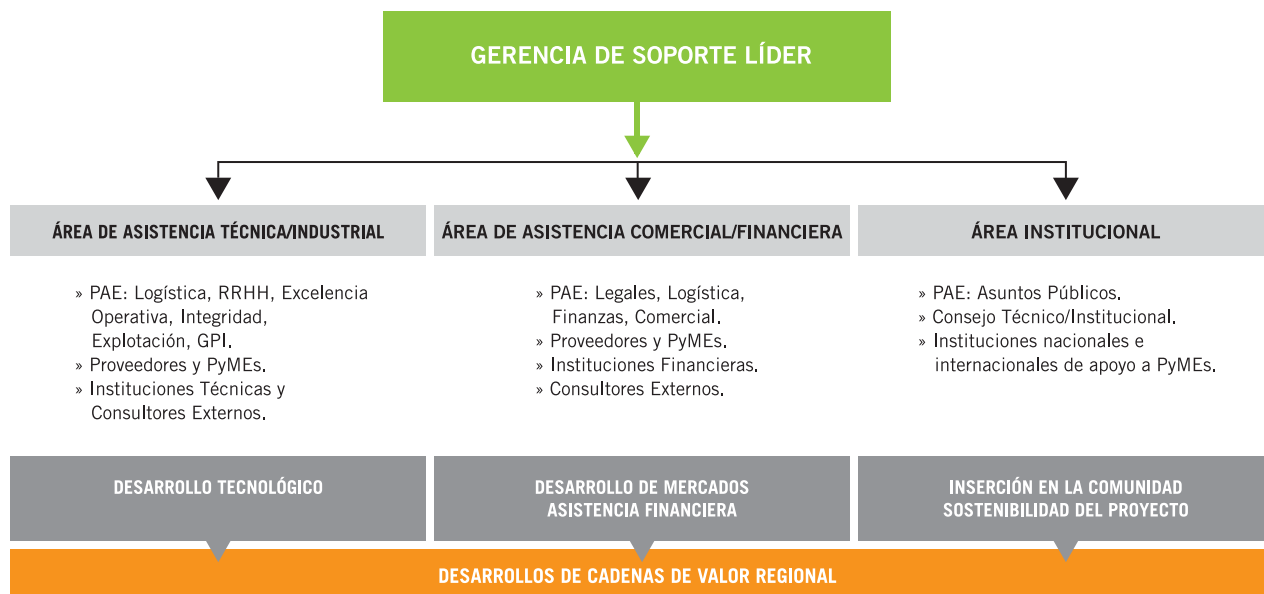 GERENCIA DE SOPORTE LÍDER
ÁREA DE ASISTENCIA TÉCNICA/INDUSTRIAL
» PAE: Logística, RRHH, Excelencia
Operativa, Integridad,
Explotación, GPI.
» Proveedores y PyMEs.
» Instituciones Técnicas y
Consultores Externos.
DESARROLLO TECNOLÓGICO
ÁREA DE ASISTENCIA COMERCIAL/FINANCIERA
» PAE: Legales, Logística,
Finanzas, Comercial.
» Proveedores y PyMEs.
» Instituciones Financieras.
» Consultores Externos.
DESARROLLO DE MERCADOS
ASISTENCIA FINANCIERA
ÁREA INSTITUCIONAL
» PAE: Asuntos Públicos.
» Consejo Técnico/Institucional.
» Instituciones nacionales e
internacionales de apoyo a PyMEs.
INSERCIÓN EN LA COMUNIDAD
SOSTENIBILIDAD DEL PROYECTO
DESARROLLOS DE CADENAS DE VALOR REGIONAL